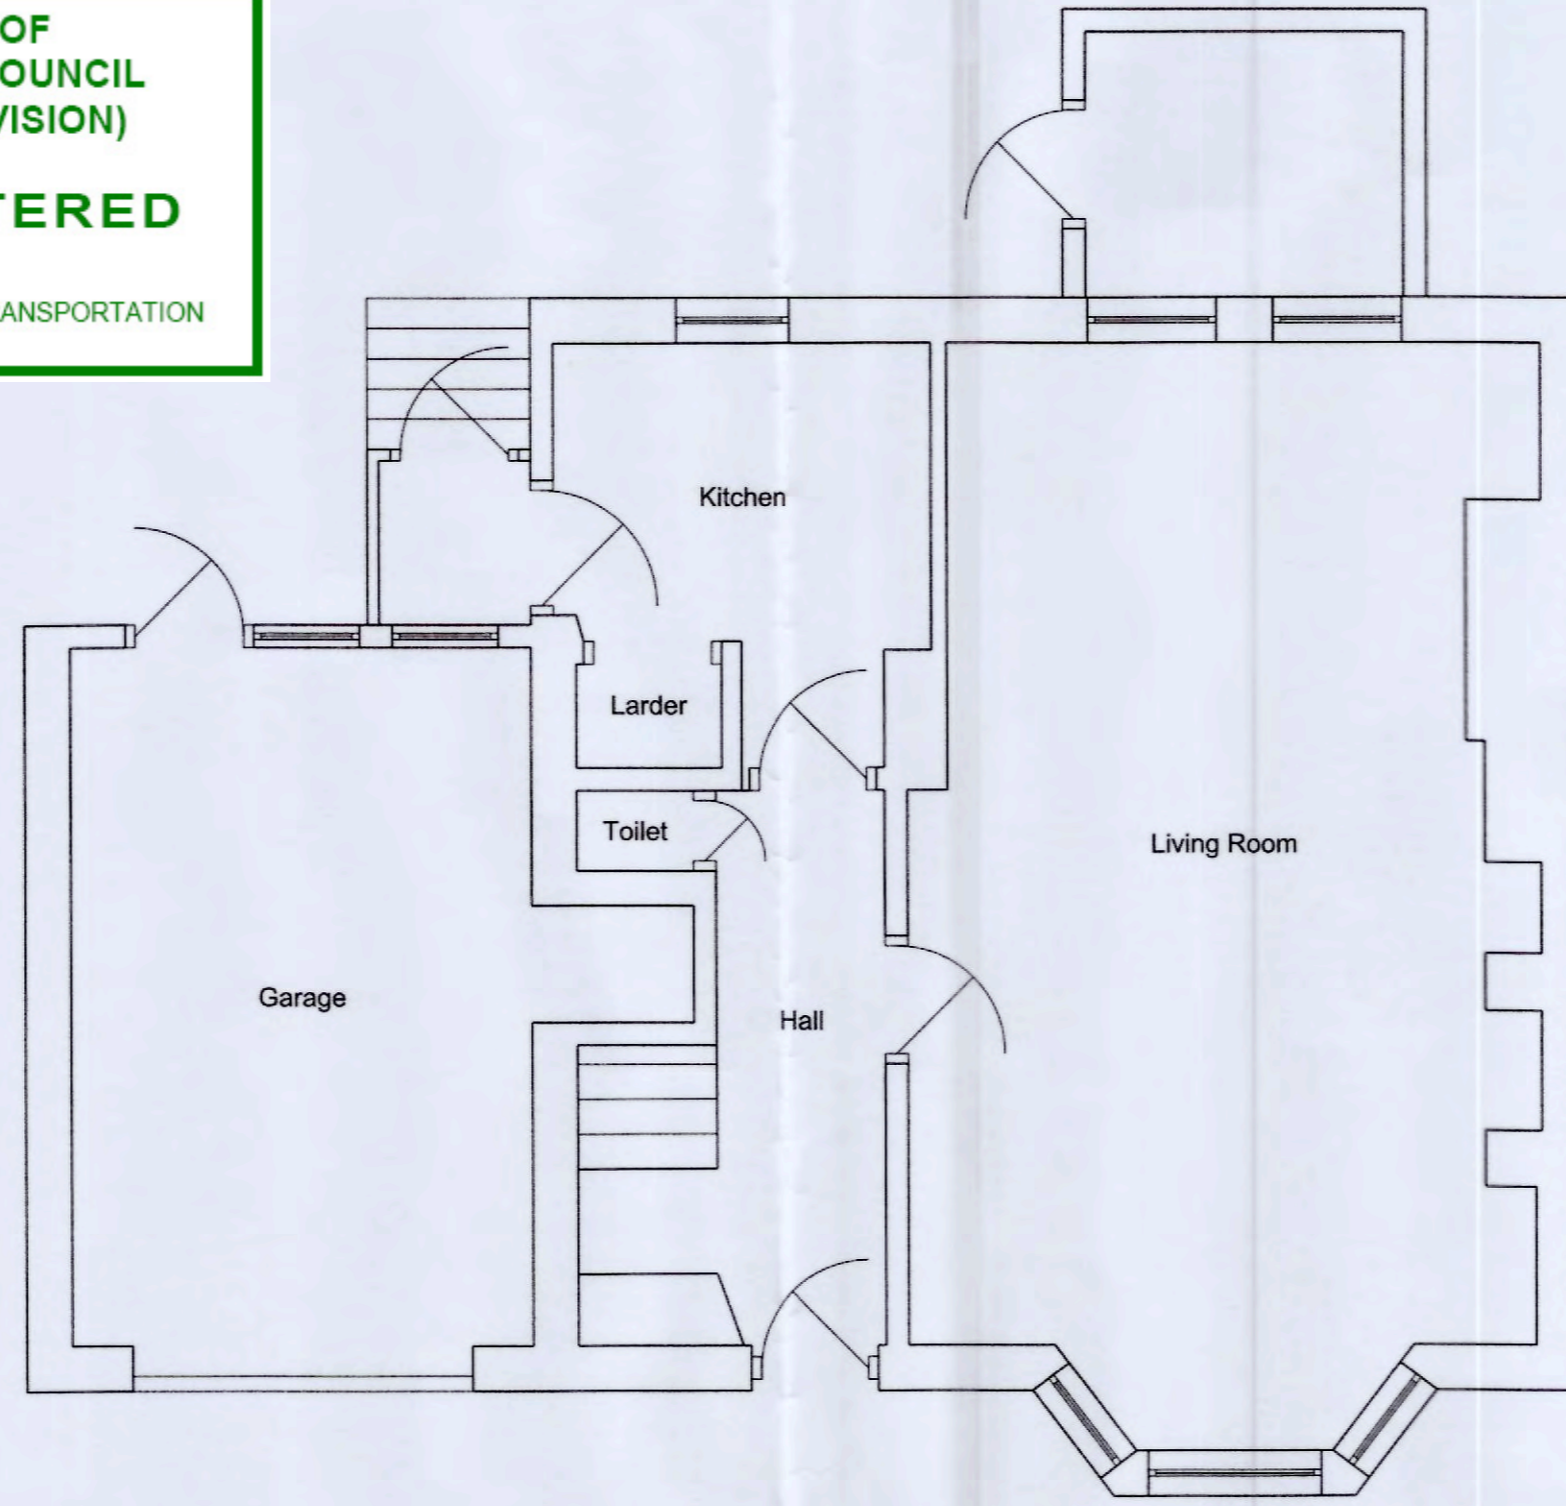 OF
OUNCIL
VISION)
TERED
ANSPORTATION
Kitchen
Larder
Toilet
Living Room
Garage
Hall